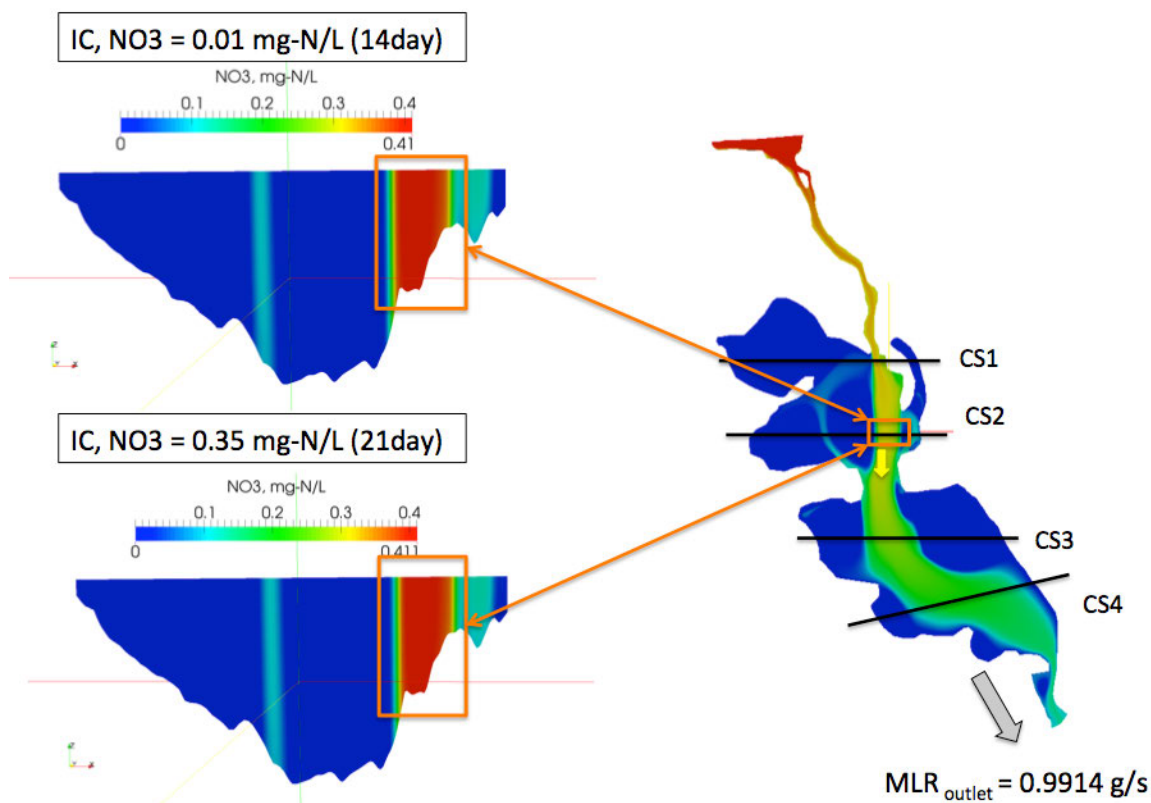 IC, NO3 = 0.01 mg-N/L (14day)
NO3, mg-N/L
0.1 0.2 0.3 0.4
0 0.41
IC, NO3 = 0.35 mg-N/L (21day)
NO3, mg-N/L
0.1 0.2 0.3 0.4
0 0.411
CS1
CS2
CS3
CS4
MLR outlet = 0.9914 g/s